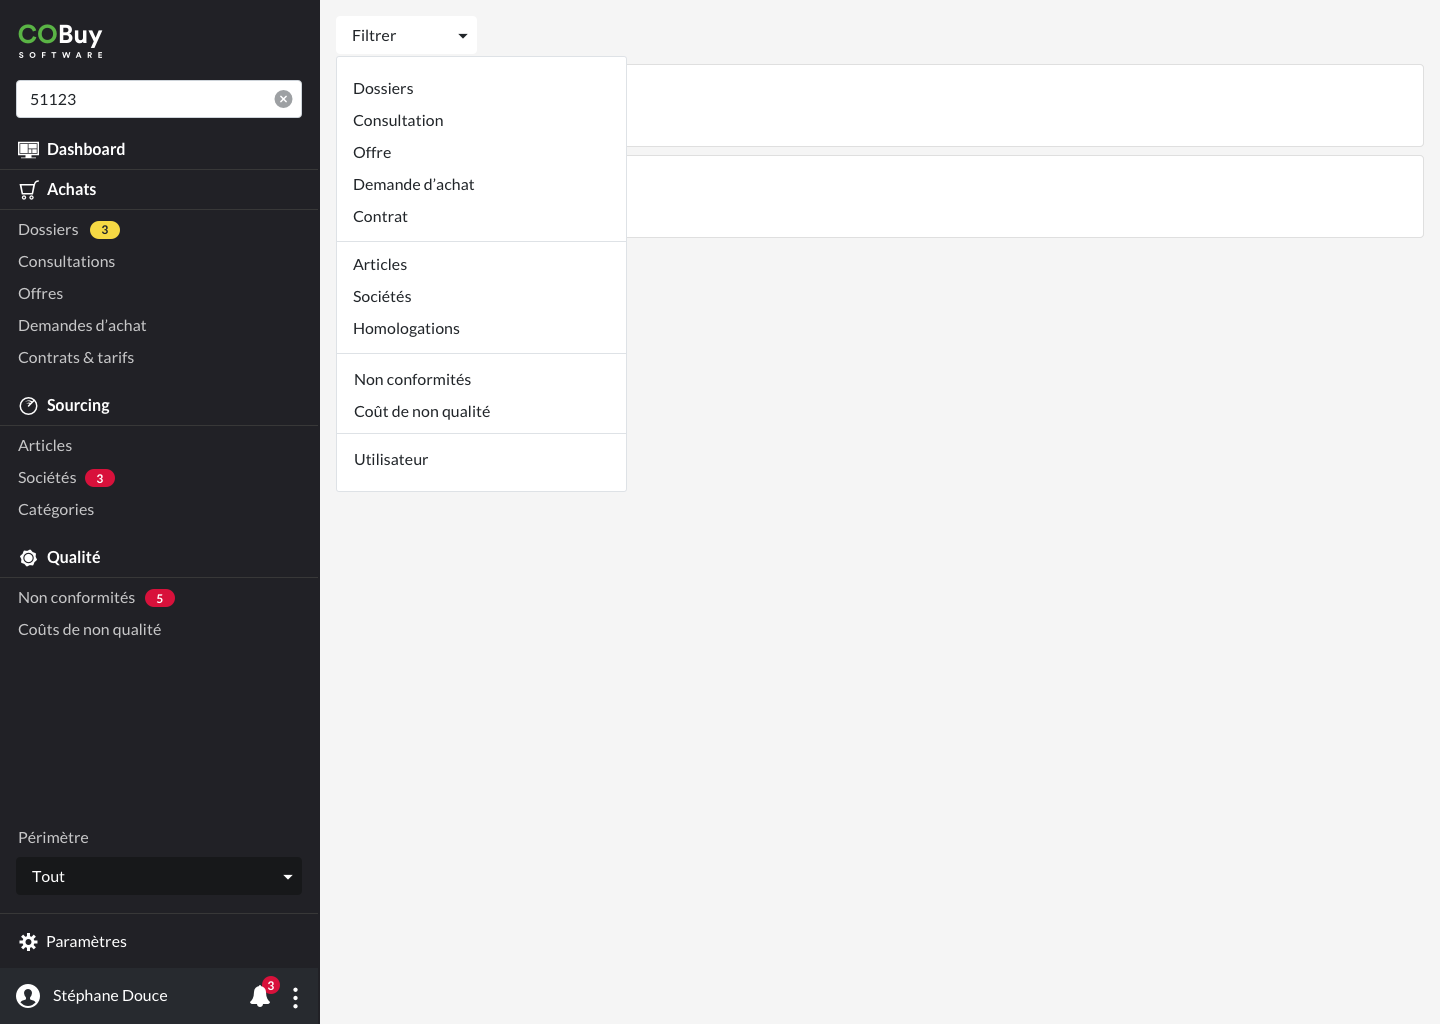 COBuy
SOFTWARE
51123
Dashboard
Achats
Dossiers 3
Consultations
Offres
Demandes d’achat
Contrats & tarifs
Sourcing
Articles
Sociétés 3
Catégories
Qualité
Non conformités 5
Coûts de non qualité
Périmètre
Tout
Paramètres
Stéphane Douce 3
Filtrer
Dossiers
Consultation
Offre
Demande d’achat
Contrat
Articles
Sociétés
Homologations
Non conformités
Coût de non qualité
Utilisateur